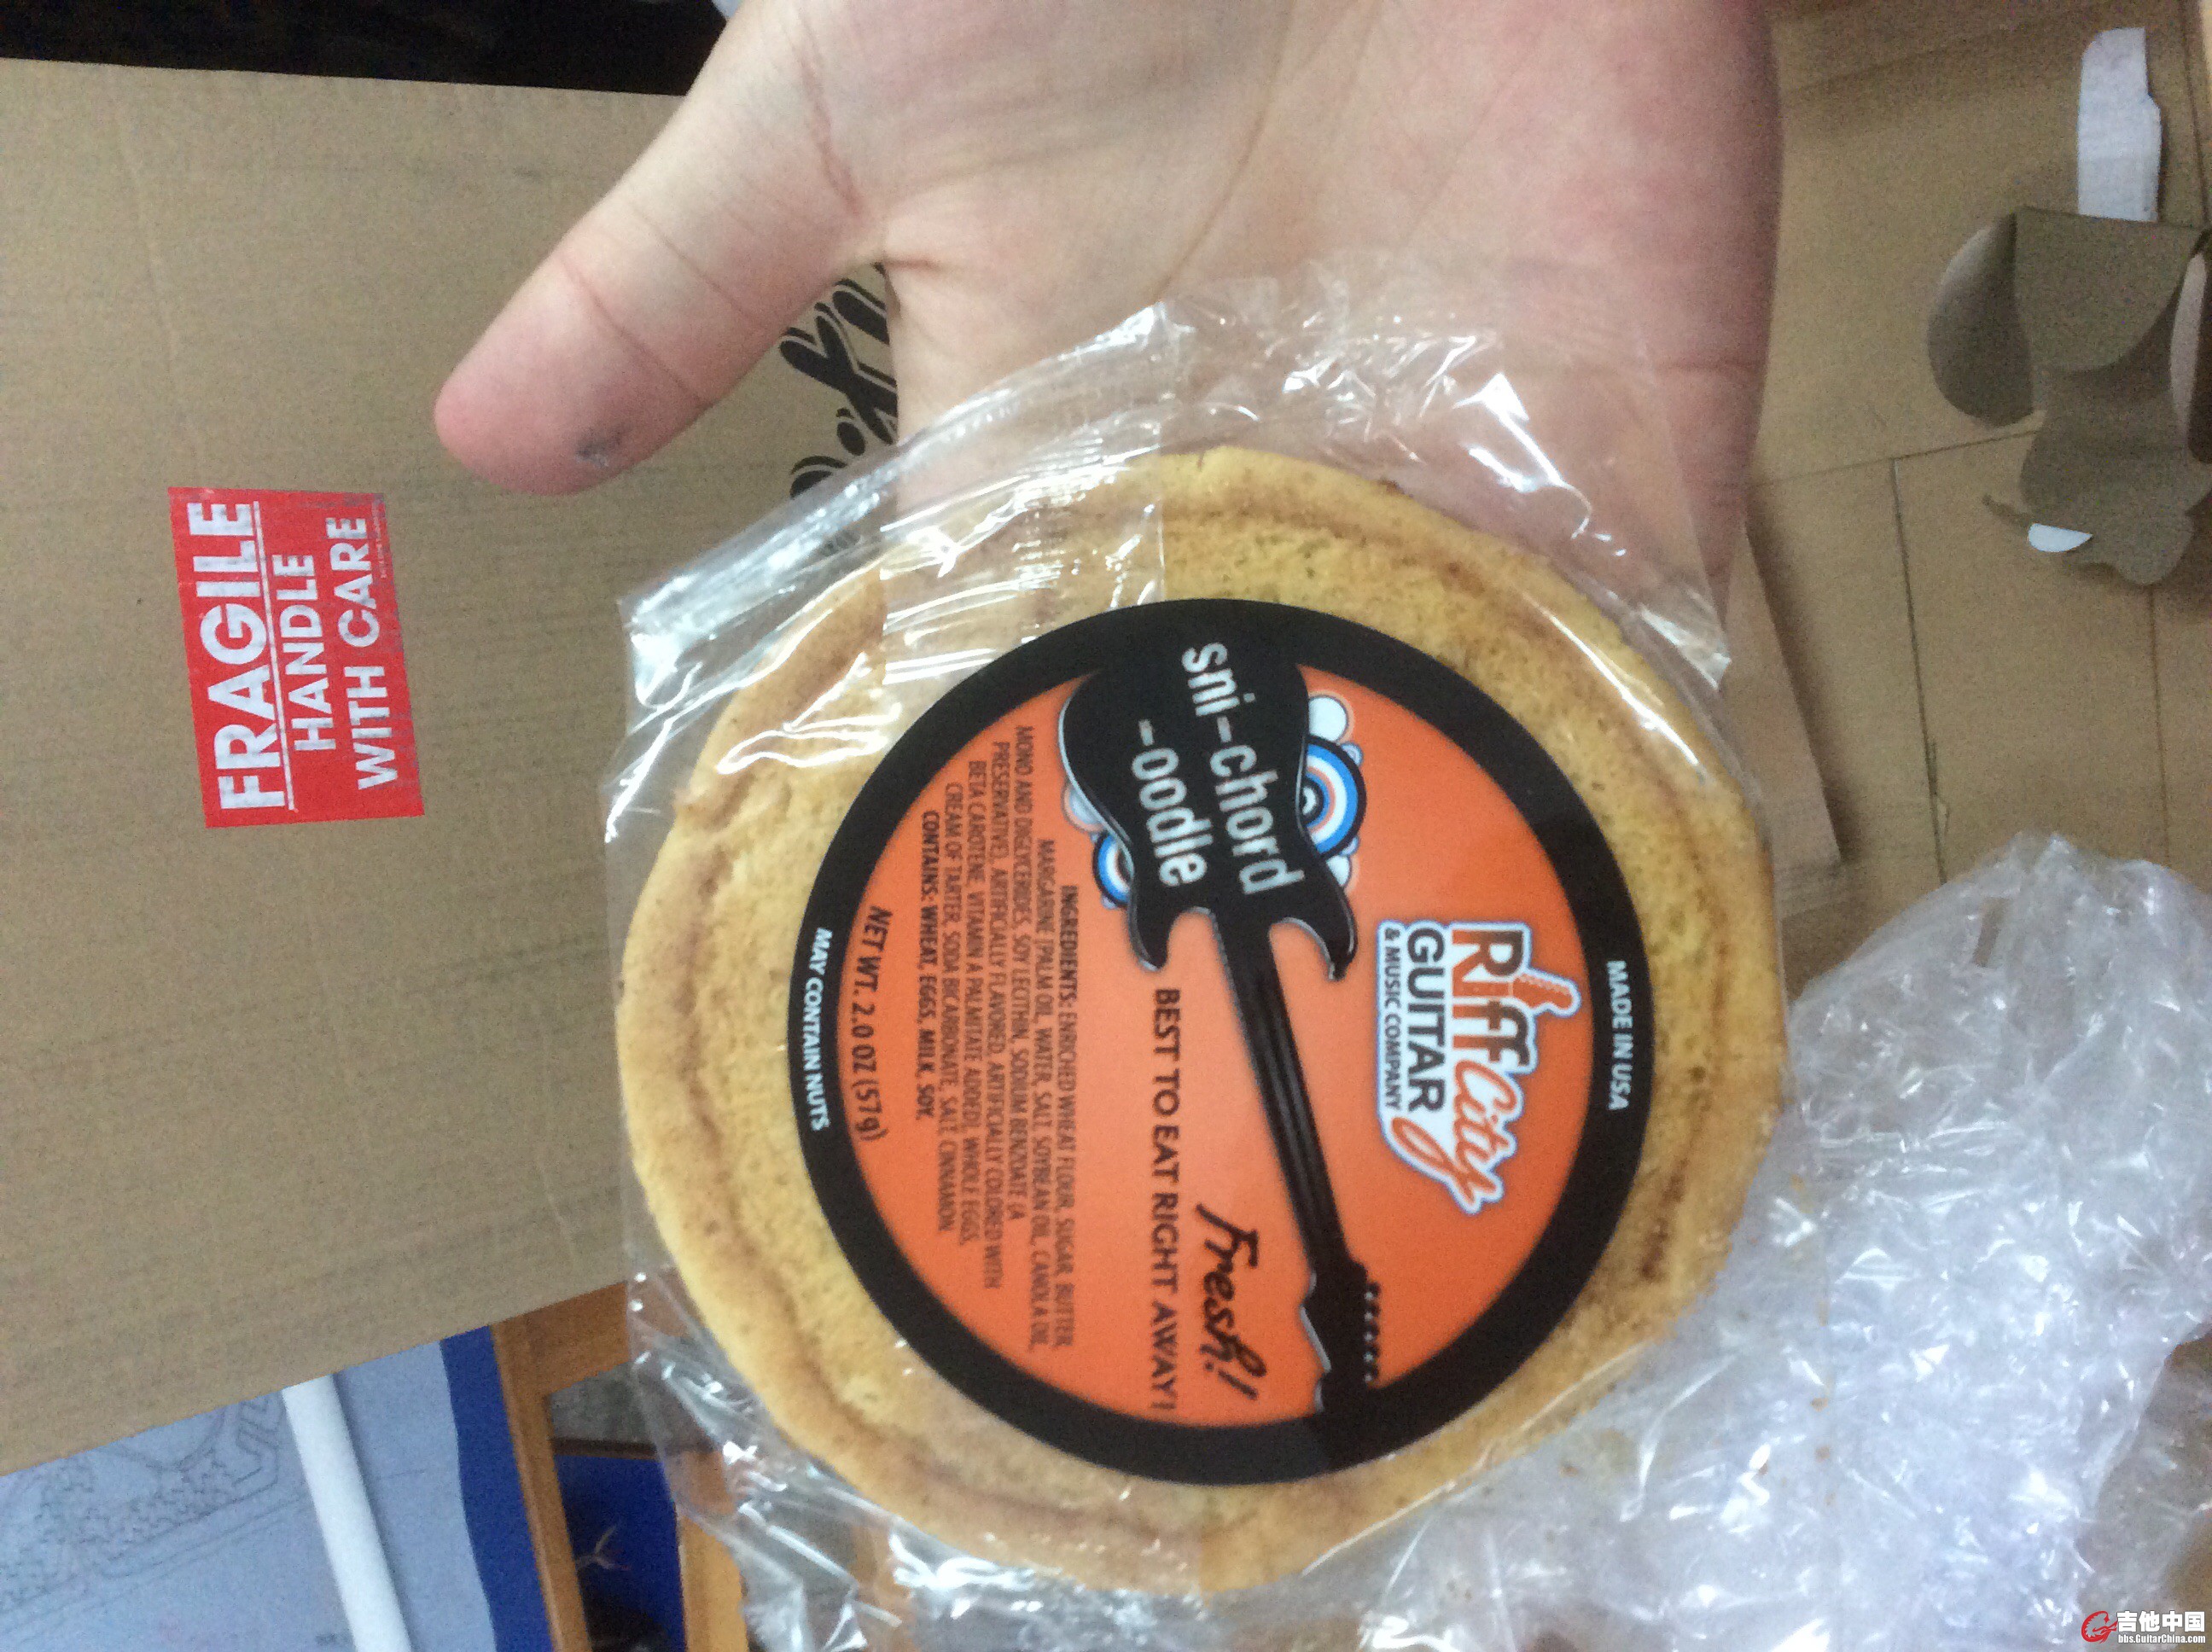 FRAGILE
HANDLE
WITH CARE
MADE IN USA
Riff City
GUITAR
& MUSIC COMPANY
sni-chord
-oodle
Fresh!
BEST TO EAT RIGHT AWAY!
INGREDIENTS: ENRICHED WHEAT FLOUR, SUGAR, BUTTER,
MARGARINE (PALM OIL, WATER, SALT, SOYBEAN OIL, CANOLA OIL,
MONO AND DIGLYCERIDES, SOY LECITHIN, SODIUM BENZOATE (A
PRESERVATIVE), ARTIFICIALLY FLAVORED, ARTIFICIALLY COLORED WITH
BETA CAROTENE, VITAMIN A PALMITATE ADDED), WHOLE EGGS,
CREAM OF TARTER, SODA BICARBONATE, SALT, CINNAMON.
CONTAINS: WHEAT, EGGS, MILK, SOY.
NET WT. 2.0 OZ (57g)
MAY CONTAIN NUTS
吉他中国
bbs.GuitarChina.com